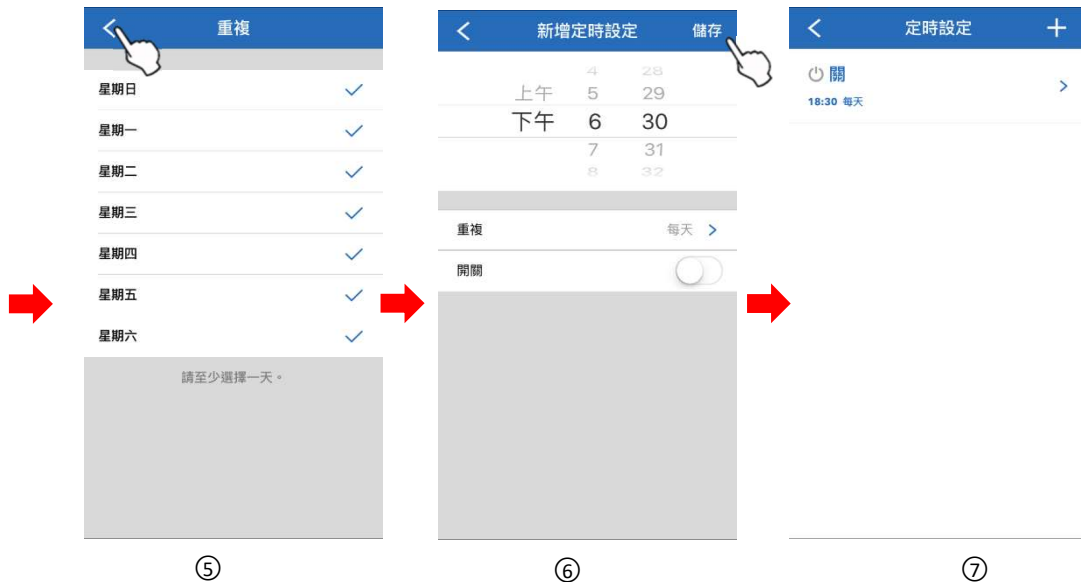 重複
星期日
星期一
星期二
星期三
星期四
星期五
星期六
請至少選擇一天。
⑤
新增定時設定 儲存
4 28
上午 5 29
下午 6 30
7 31
8 32
重複 每天
開關
⑥
定時設定
關
18:30 每天
⑦